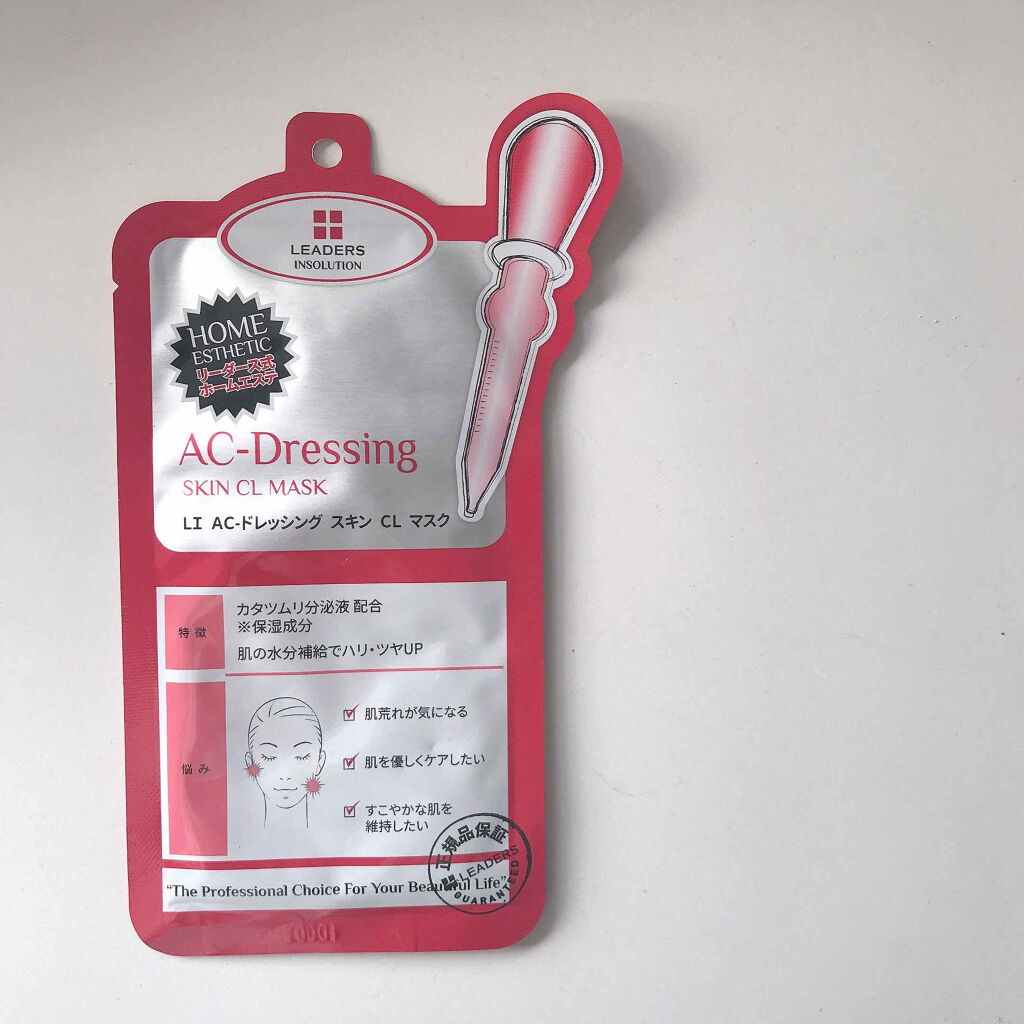 LEADERS
INSOLUTION
HOME
ESTHETIC
リーダース式
ホームエステ
AC-Dressing
SKIN CL MASK
LI AC-ドレッシング スキン CL マスク
特徴
カタツムリ分泌液 配合
※保湿成分
肌の水分補給でハリ・ツヤUP
悩み
肌荒れが気になる
肌を優しくケアしたい
すこやかな肌を
維持したい
正規品保証
LEADERS
GUARANTEED
“The Professional Choice For Your Beautiful Life”